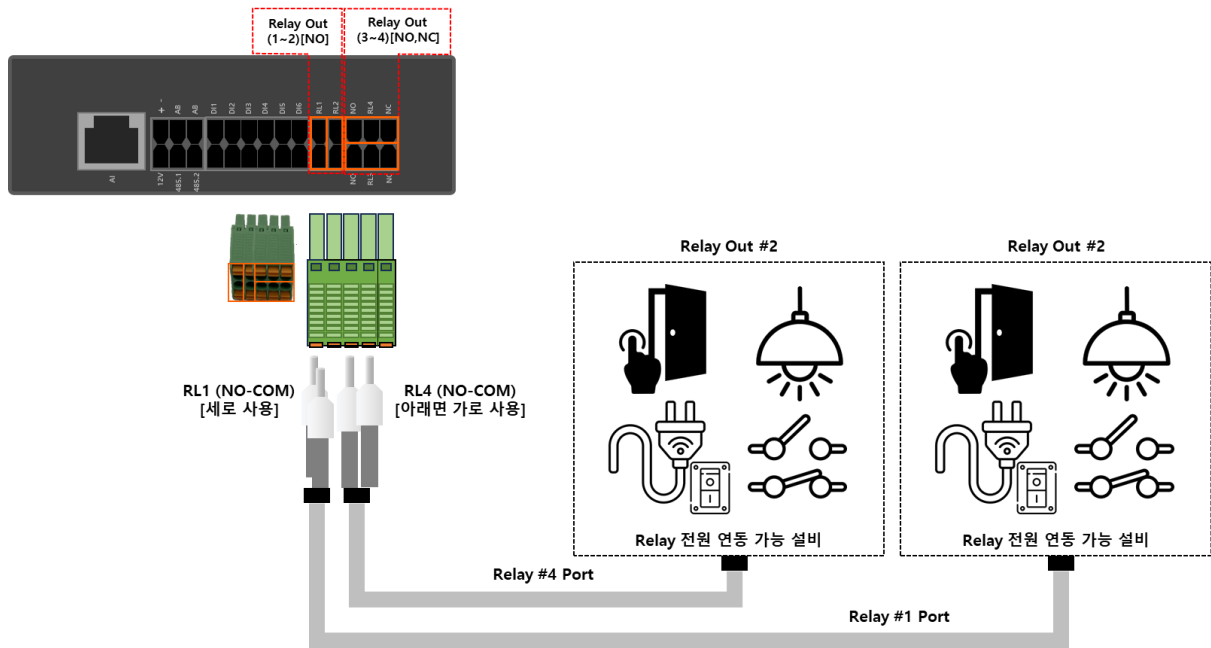 Relay Out
(1~2)[NO]
Relay Out
(3~4)[NO,NC]
+ -
AB
AB
DI1
DI2
DI3
DI4
DI5
DI6
RL1
RL2
NO
RL4
NC
AI
12V
485.1
485.2
NO
RL3
NC
Relay Out #2
Relay Out #2
RL1 (NO-COM)
[세로 사용]
RL4 (NO-COM)
[아래면 가로 사용]
Relay 전원 연동 가능 설비
Relay 전원 연동 가능 설비
Relay #4 Port
Relay #1 Port